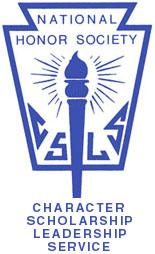 NATIONAL
HONOR SOCIETY
C S L S
CHARACTER
SCHOLARSHIP
LEADERSHIP
SERVICE